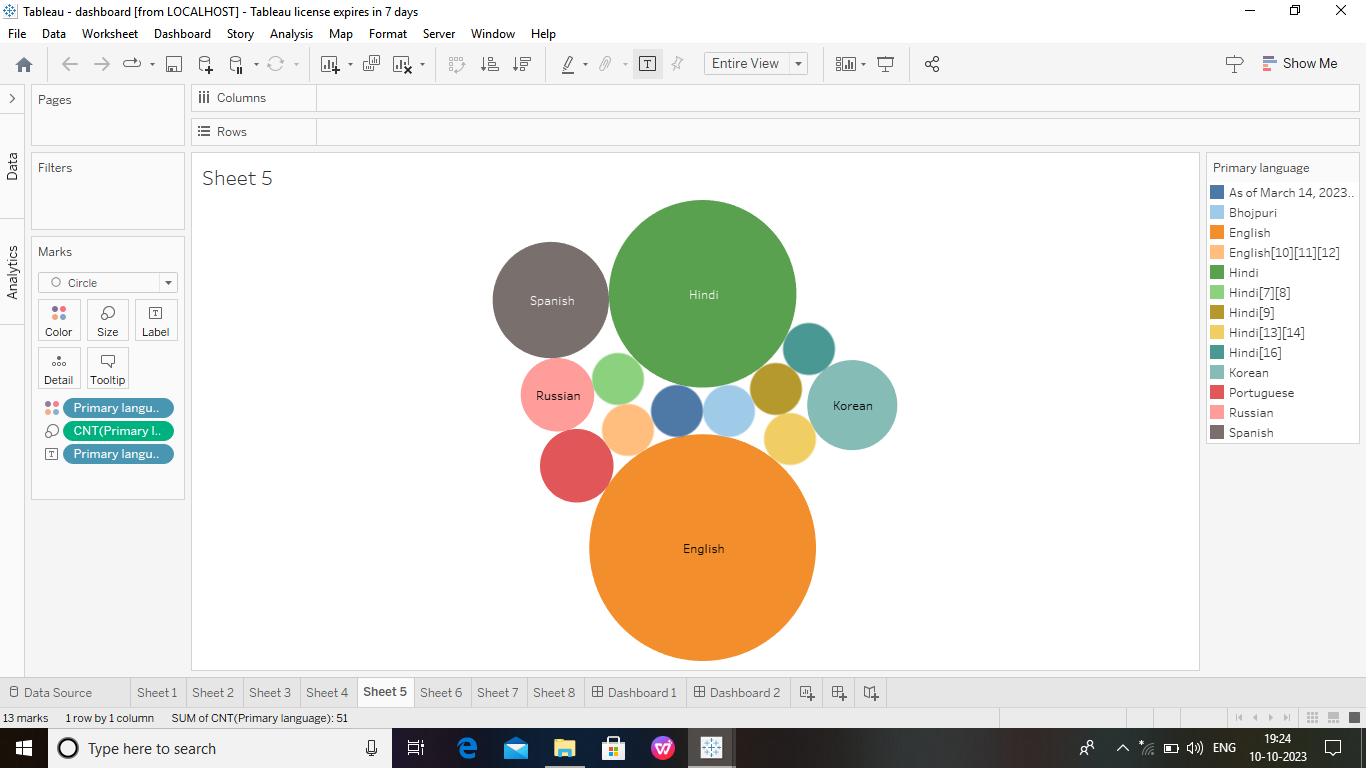 Tableau - dashboard [from LOCALHOST] - Tableau license expires in 7 days
File Data Worksheet Dashboard Story Analysis Map Format Server Window Help
Entire View
Show Me
Pages
Columns
Rows
Data
Analytics
Filters
Marks
Circle
Color Size Label
Detail Tooltip
Primary langu..
CNT(Primary l..
Primary langu..
Sheet 5
Hindi
Spanish
Russian
Korean
English
Primary language
As of March 14, 2023..
Bhojpuri
English
English[10][11][12]
Hindi
Hindi[7][8]
Hindi[9]
Hindi[13][14]
Hindi[16]
Korean
Portuguese
Russian
Spanish
Data Source Sheet 1 Sheet 2 Sheet 3 Sheet 4 Sheet 5 Sheet 6 Sheet 7 Sheet 8 Dashboard 1 Dashboard 2
13 marks 1 row by 1 column SUM of CNT(Primary language): 51
Type here to search
ENG
19:24
10-10-2023